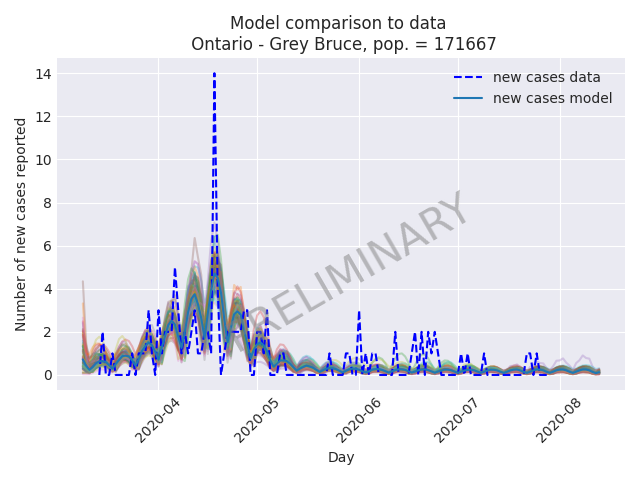 Model comparison to data
Ontario - Grey Bruce, pop. = 171667
new cases data
new cases model
Number of new cases reported
14
12
10
8
6
4
2
0
PRELIMINARY
2020-04
2020-05
2020-06
2020-07
2020-08
Day